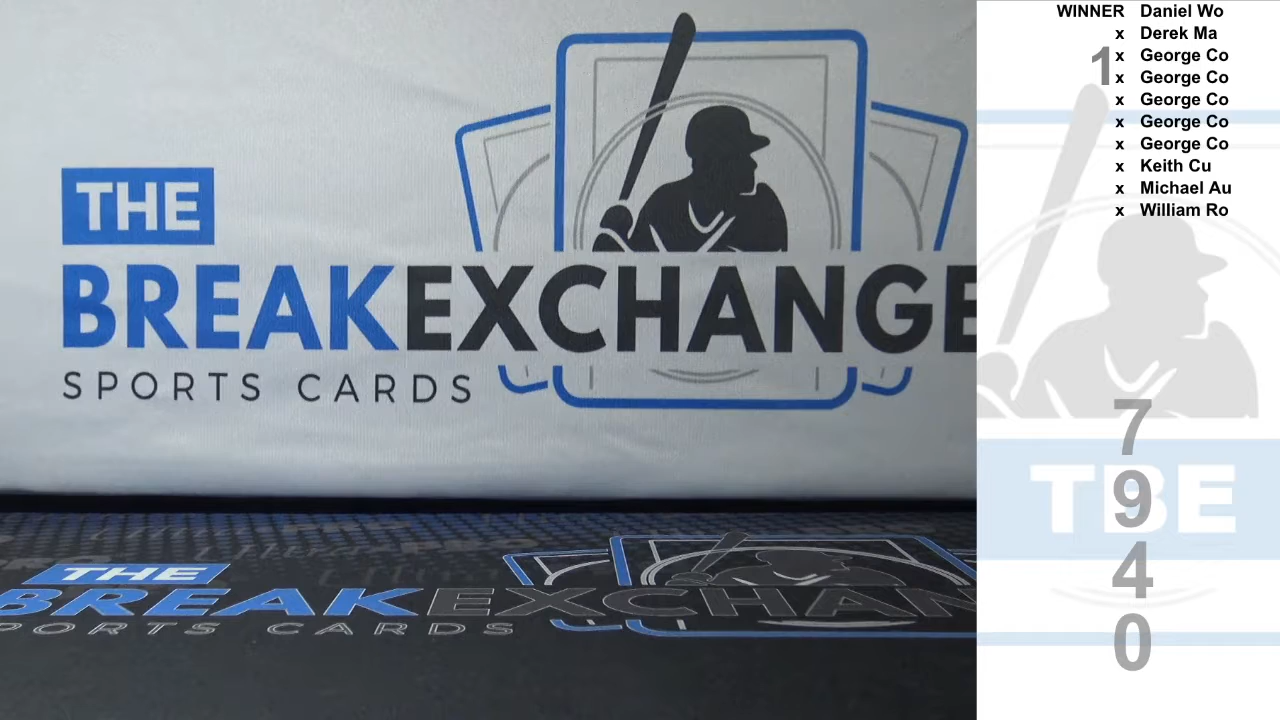 THE
BREAKEXCHANGE
SPORTS CARDS
THE
BREAKEXCHAN
PORTS CARDS
WINNER Daniel Wo
x Derek Ma
x George Co
1
x George Co
x George Co
x George Co
x George Co
x Keith Cu
x Michael Au
x William Ro
7
TBE
9
4
0